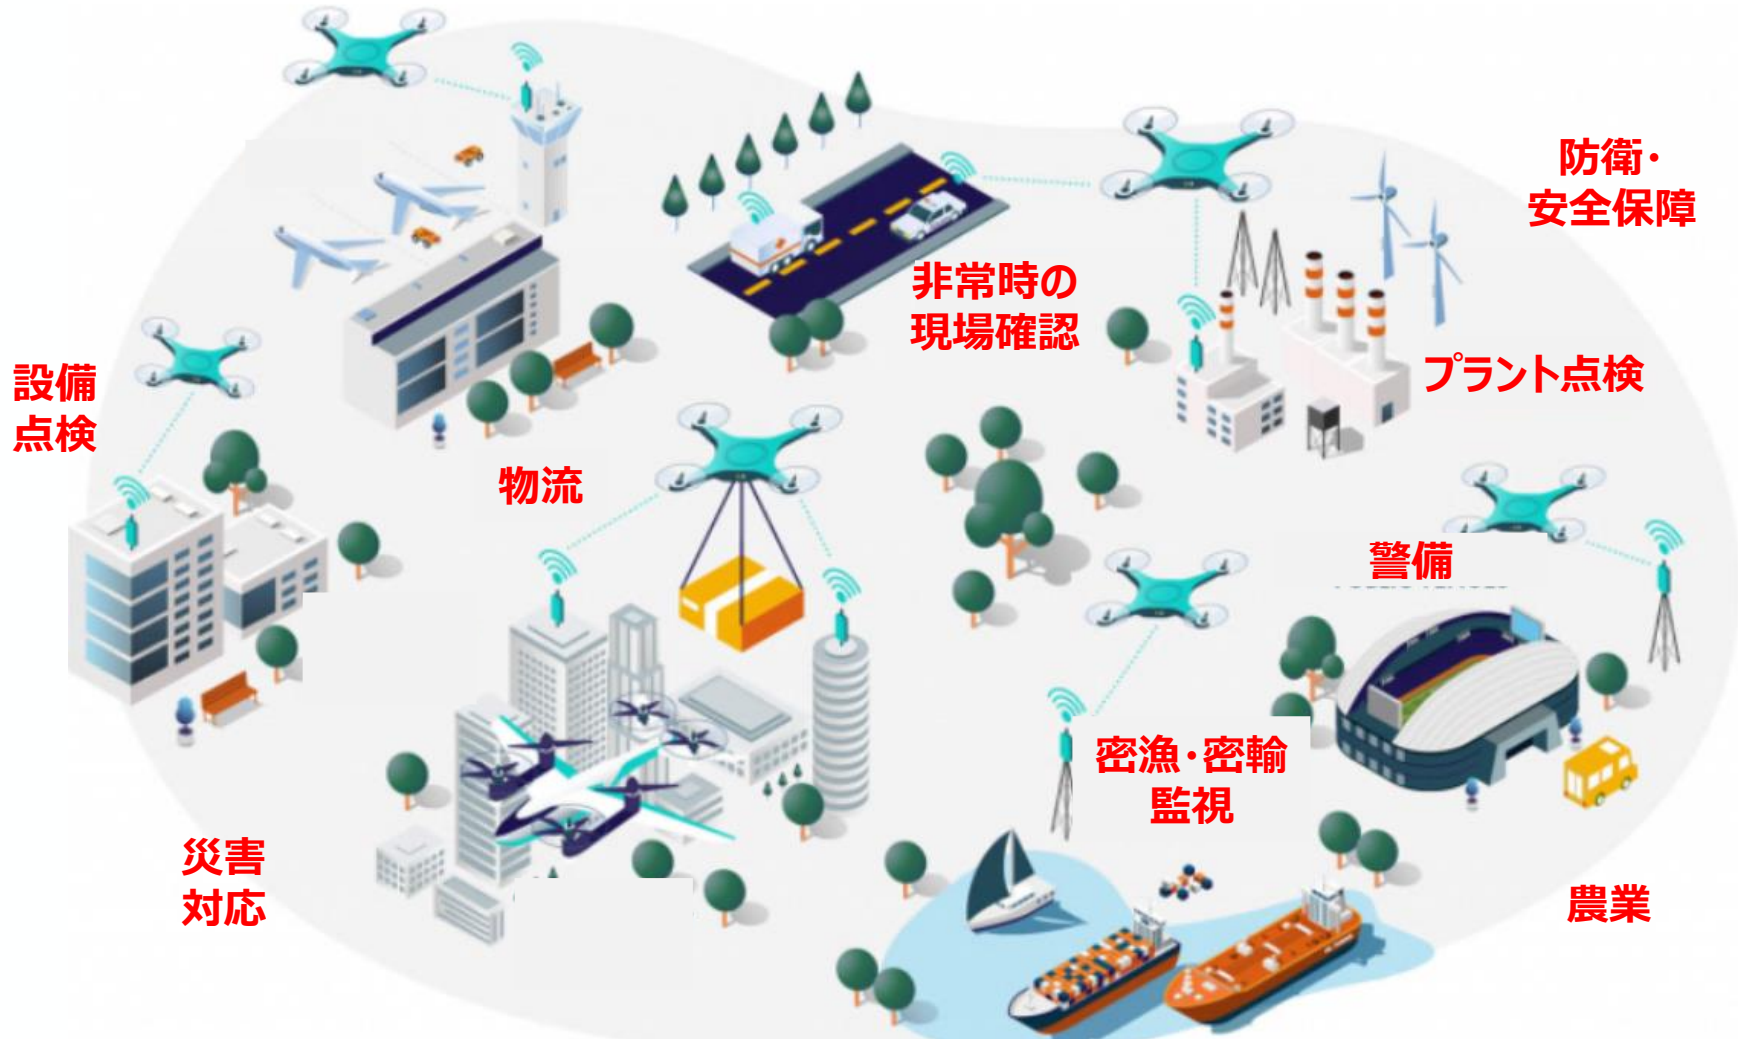 防衛・
安全保障
非常時の
現場確認
設備
点検
プラント点検
物流
警備
密漁・密輸
監視
災害
対応
農業